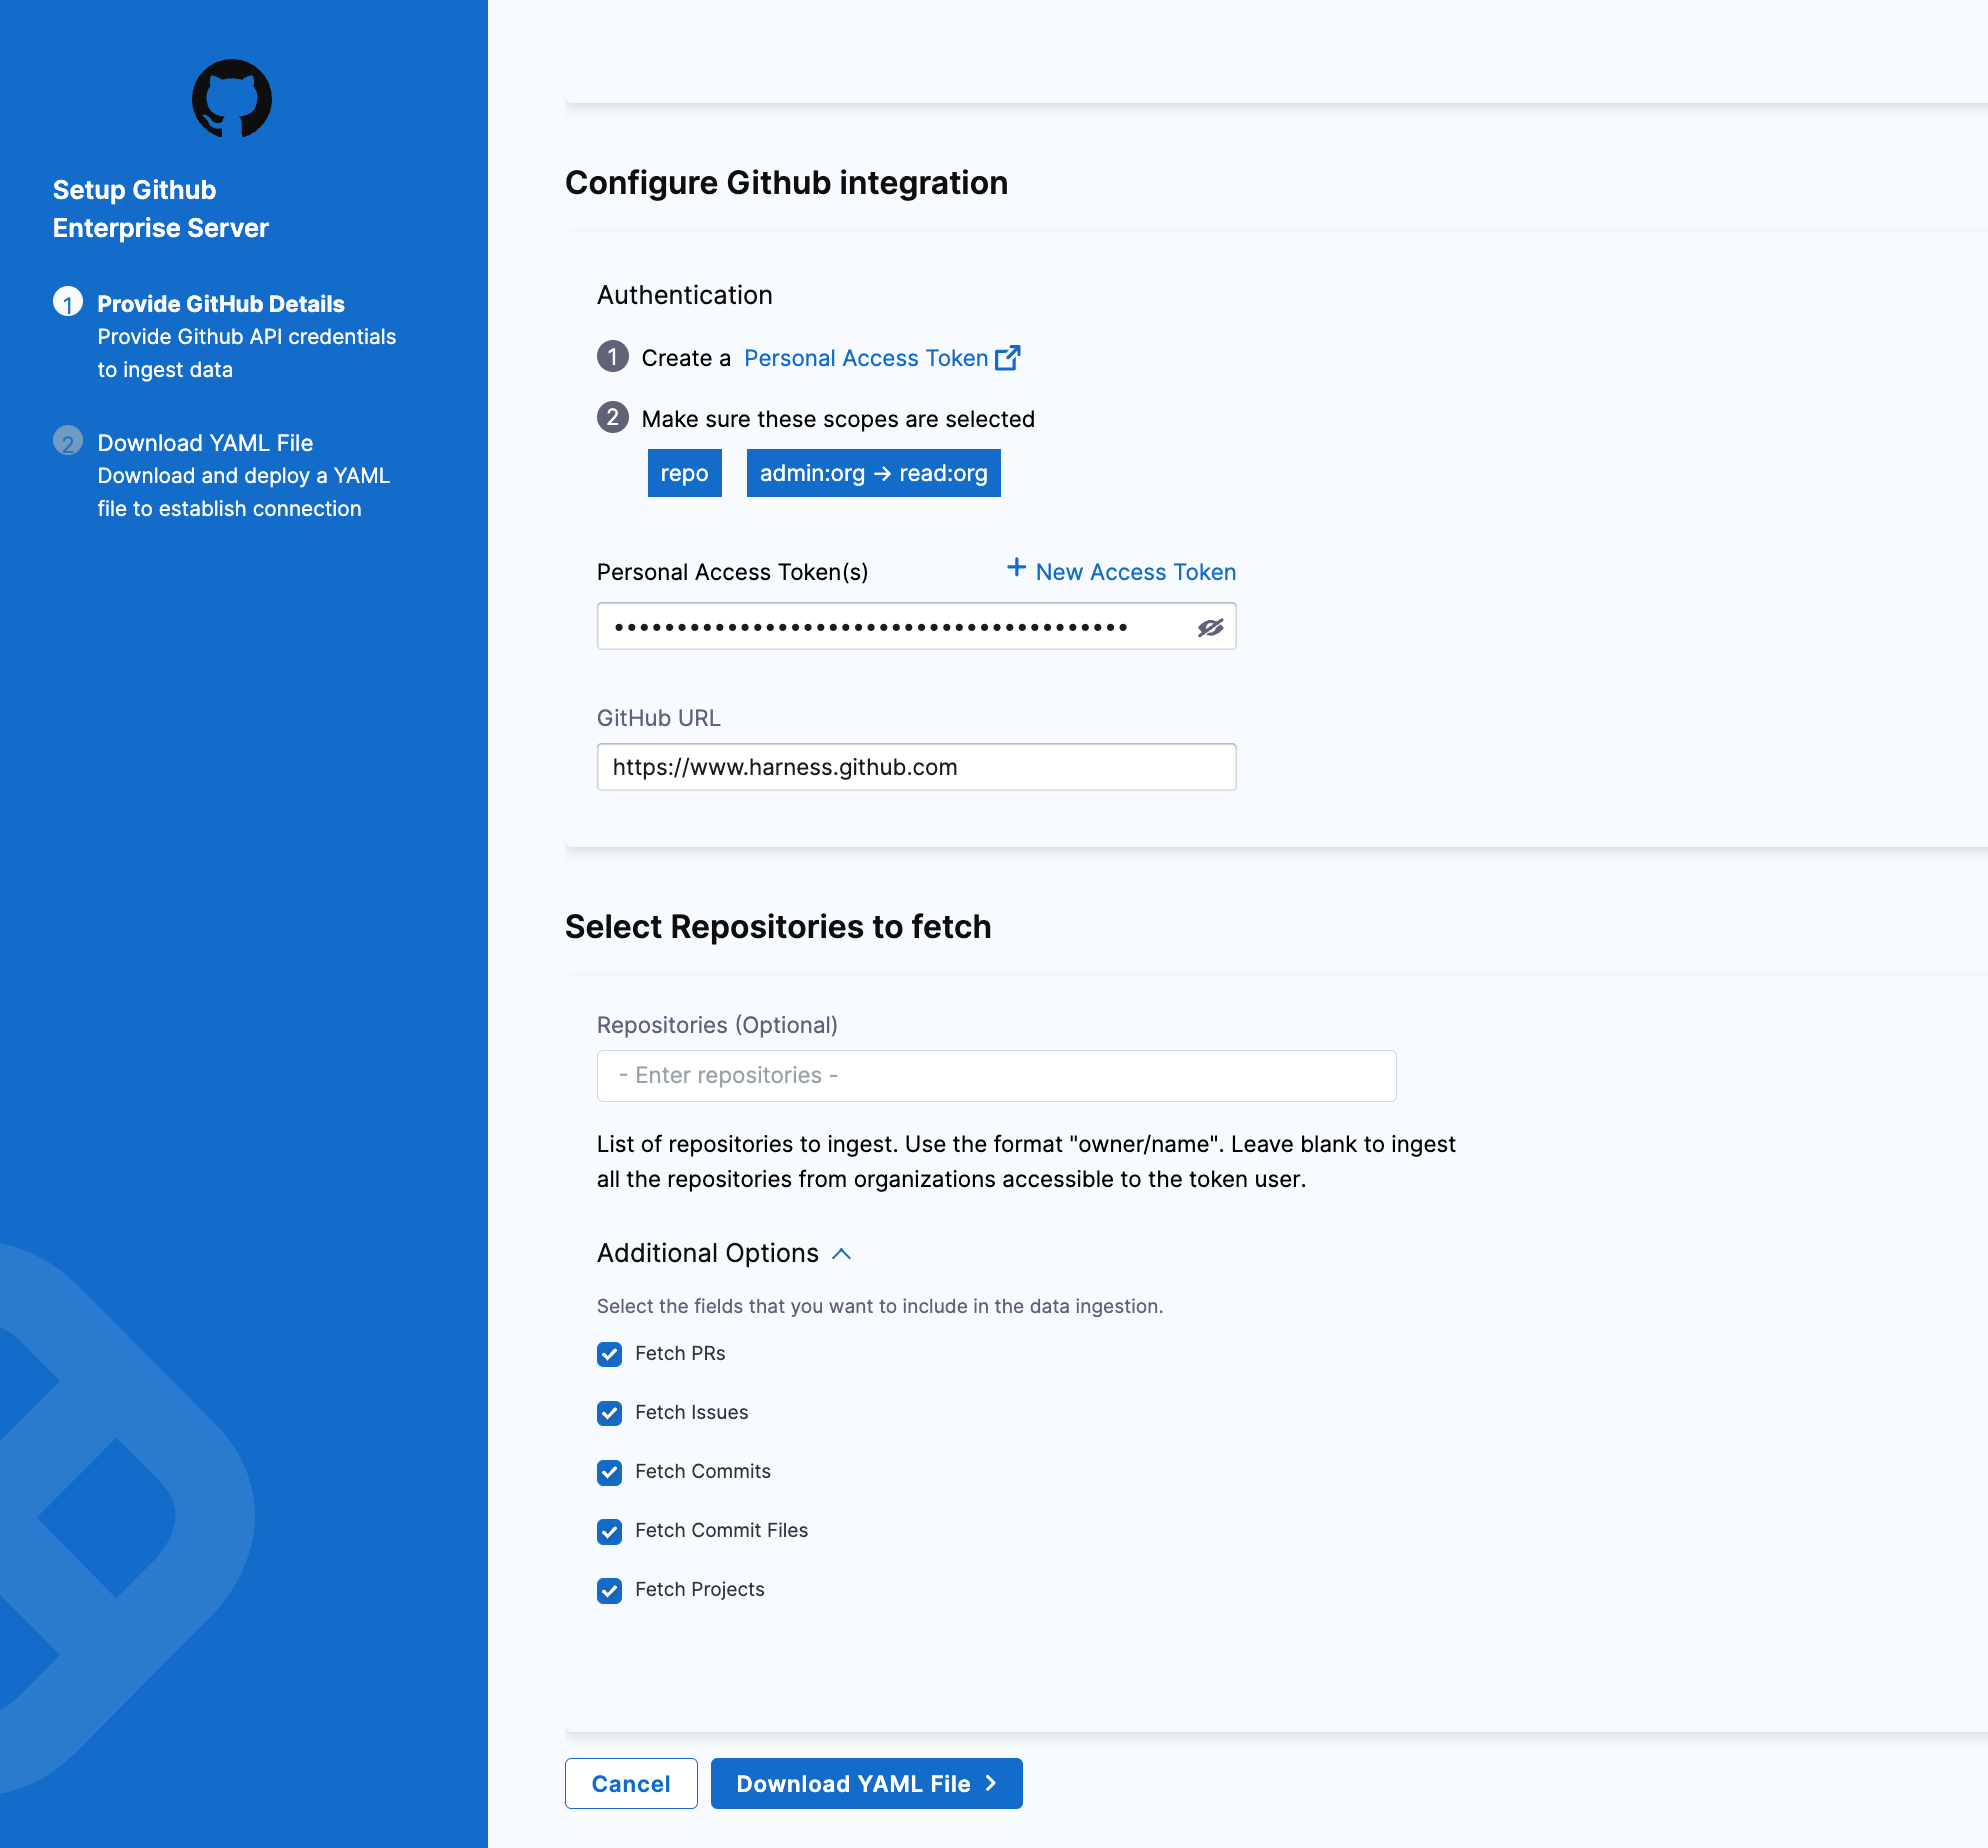 Setup Github
Enterprise Server
1 Provide GitHub Details
Provide Github API credentials
to ingest data
2 Download YAML File
Download and deploy a YAML
file to establish connection
Configure Github integration
Authentication
1 Create a Personal Access Token
2 Make sure these scopes are selected
repo admin:org → read:org
Personal Access Token(s) + New Access Token
•••••••••••••••••••••••••••••••••••••••••
GitHub URL
https://www.harness.github.com
Select Repositories to fetch
Repositories (Optional)
- Enter repositories -
List of repositories to ingest. Use the format "owner/name". Leave blank to ingest
all the repositories from organizations accessible to the token user.
Additional Options
Select the fields that you want to include in the data ingestion.
Fetch PRs
Fetch Issues
Fetch Commits
Fetch Commit Files
Fetch Projects
Cancel Download YAML File